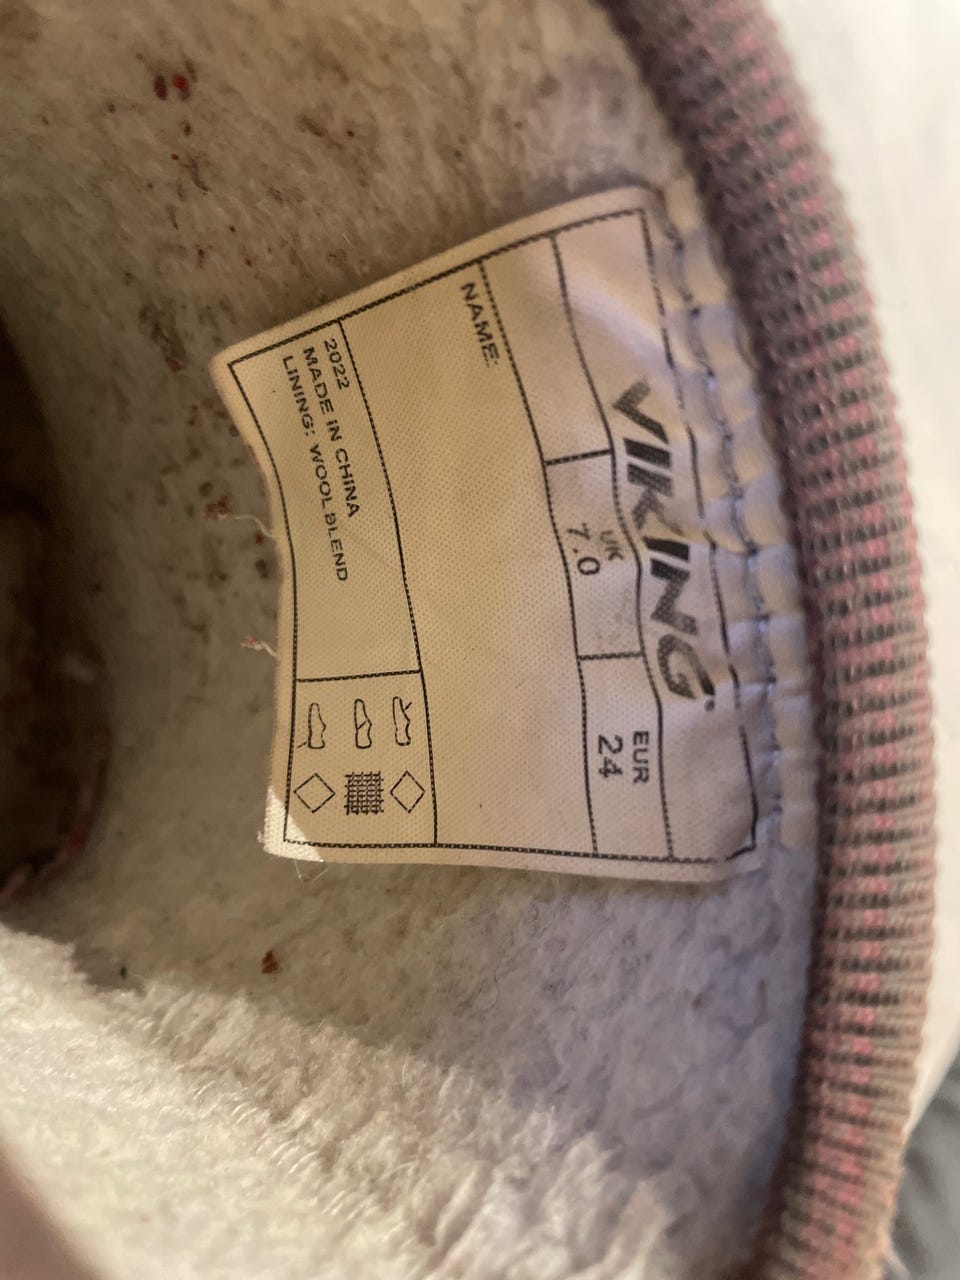 VIKING®
UK
7.0
EUR
24
NAME:
2022
MADE IN CHINA
LINING: WOOL BLEND